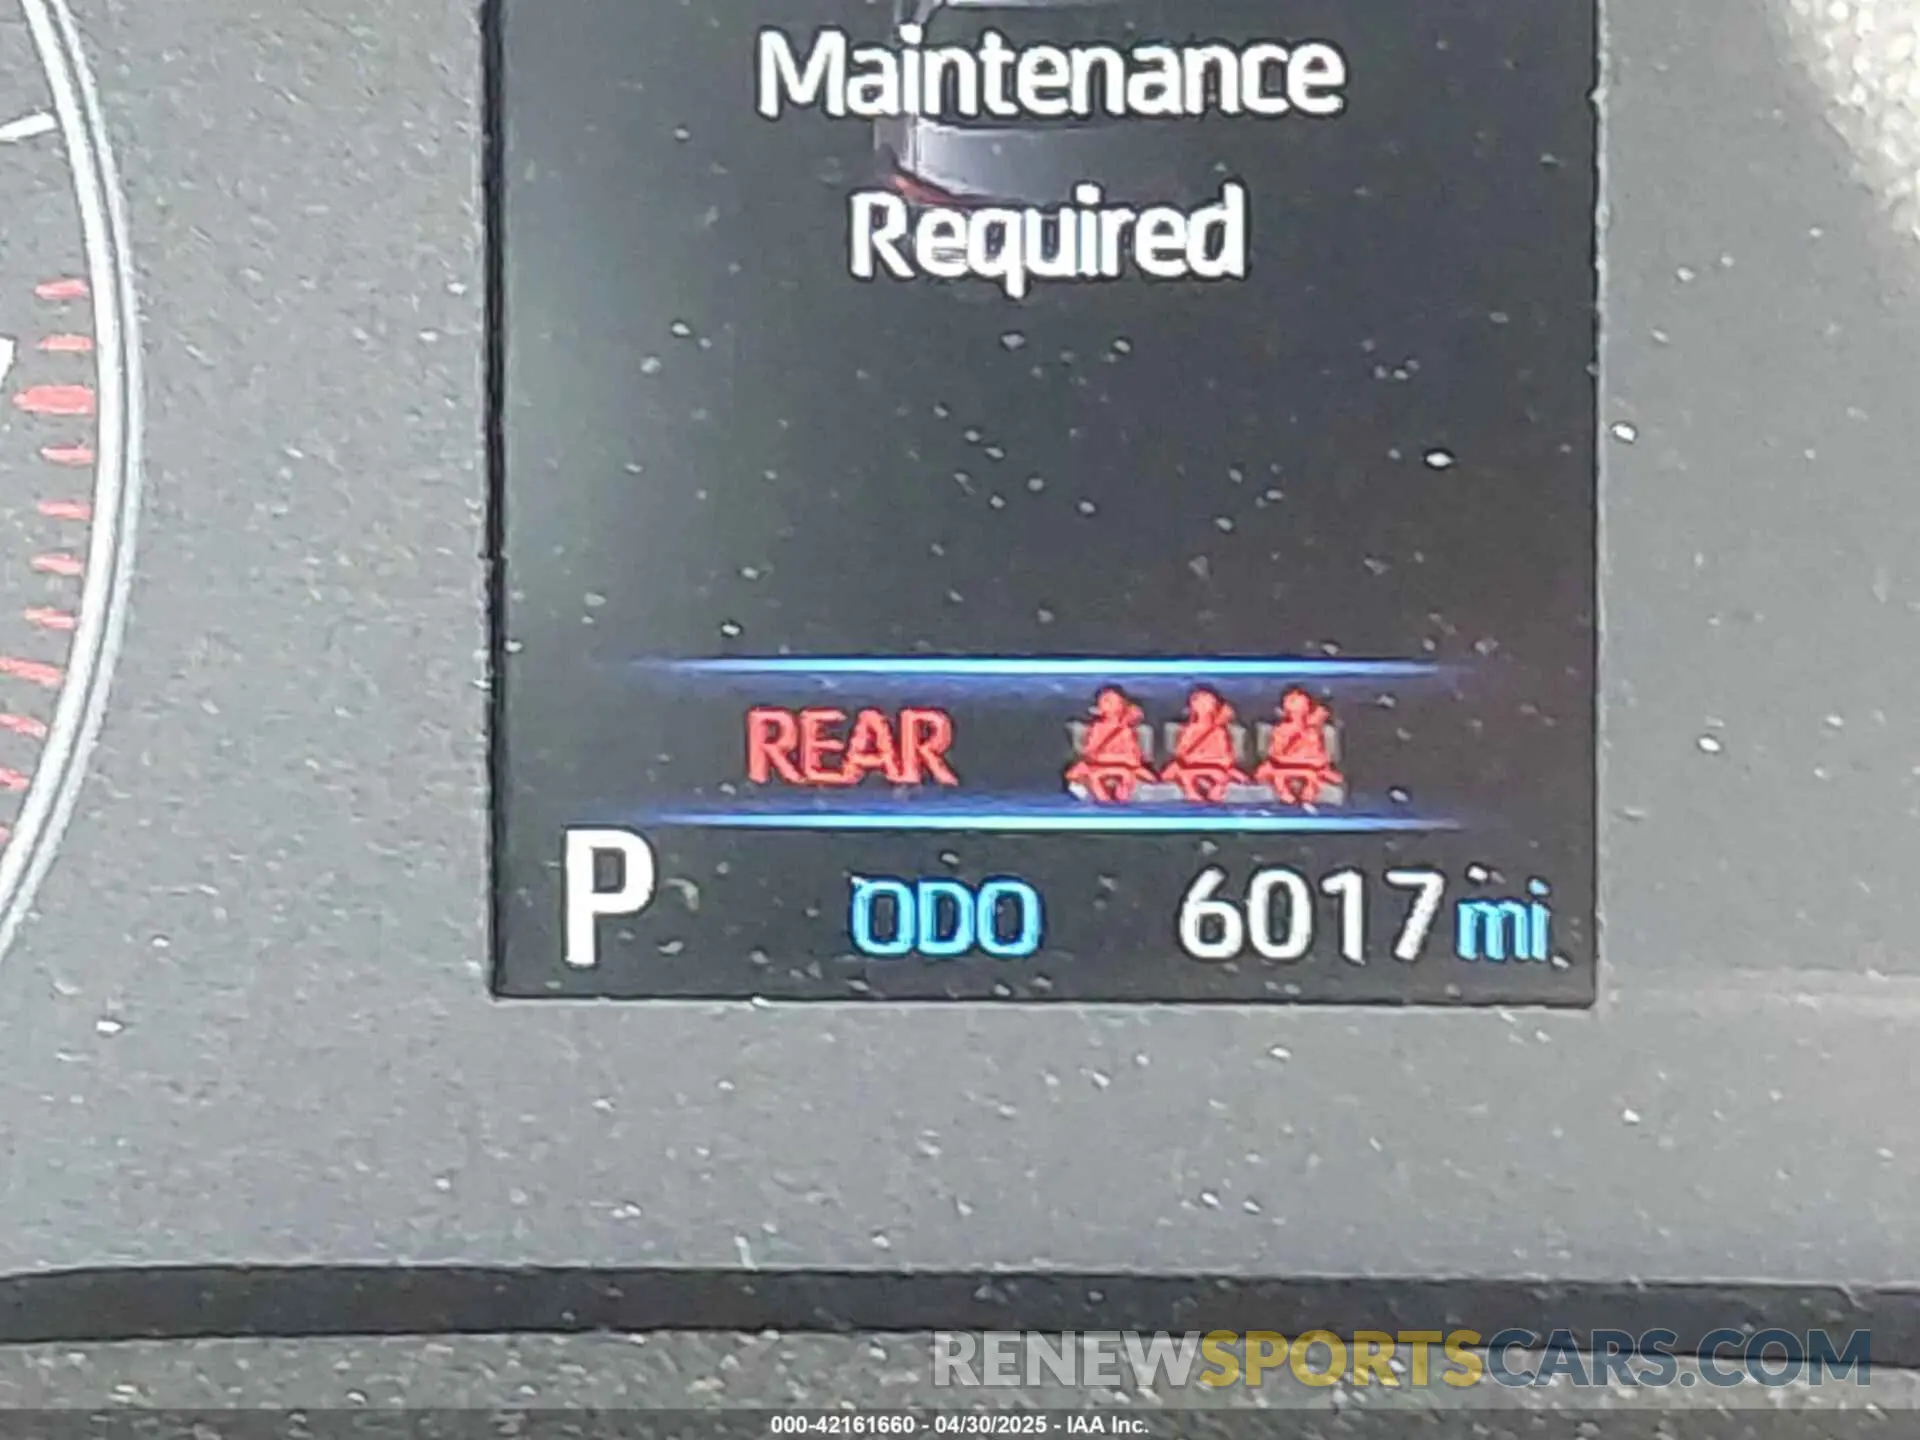 Maintenance
Required
REAR
P ODO 6017 mi
RENEWSPORTSCARS.COM
000-42161660 - 04/30/2025 - IAA Inc.